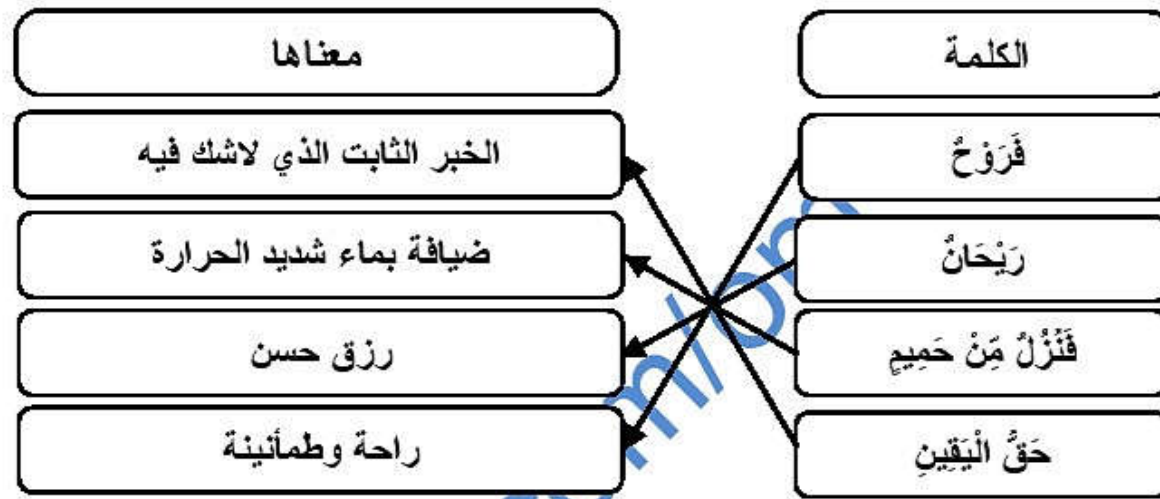 الكلمة
معناها
فَرَوْحٌ
الخبر الثابت الذي لاشك فيه
رَيْحَانٌ
ضيافة بماء شديد الحرارة
فَنُزُلٌ مِّنْ حَمِيمٍ
رزق حسن
حَقُّ الْيَقِينِ
راحة وطمأنينة
m/om